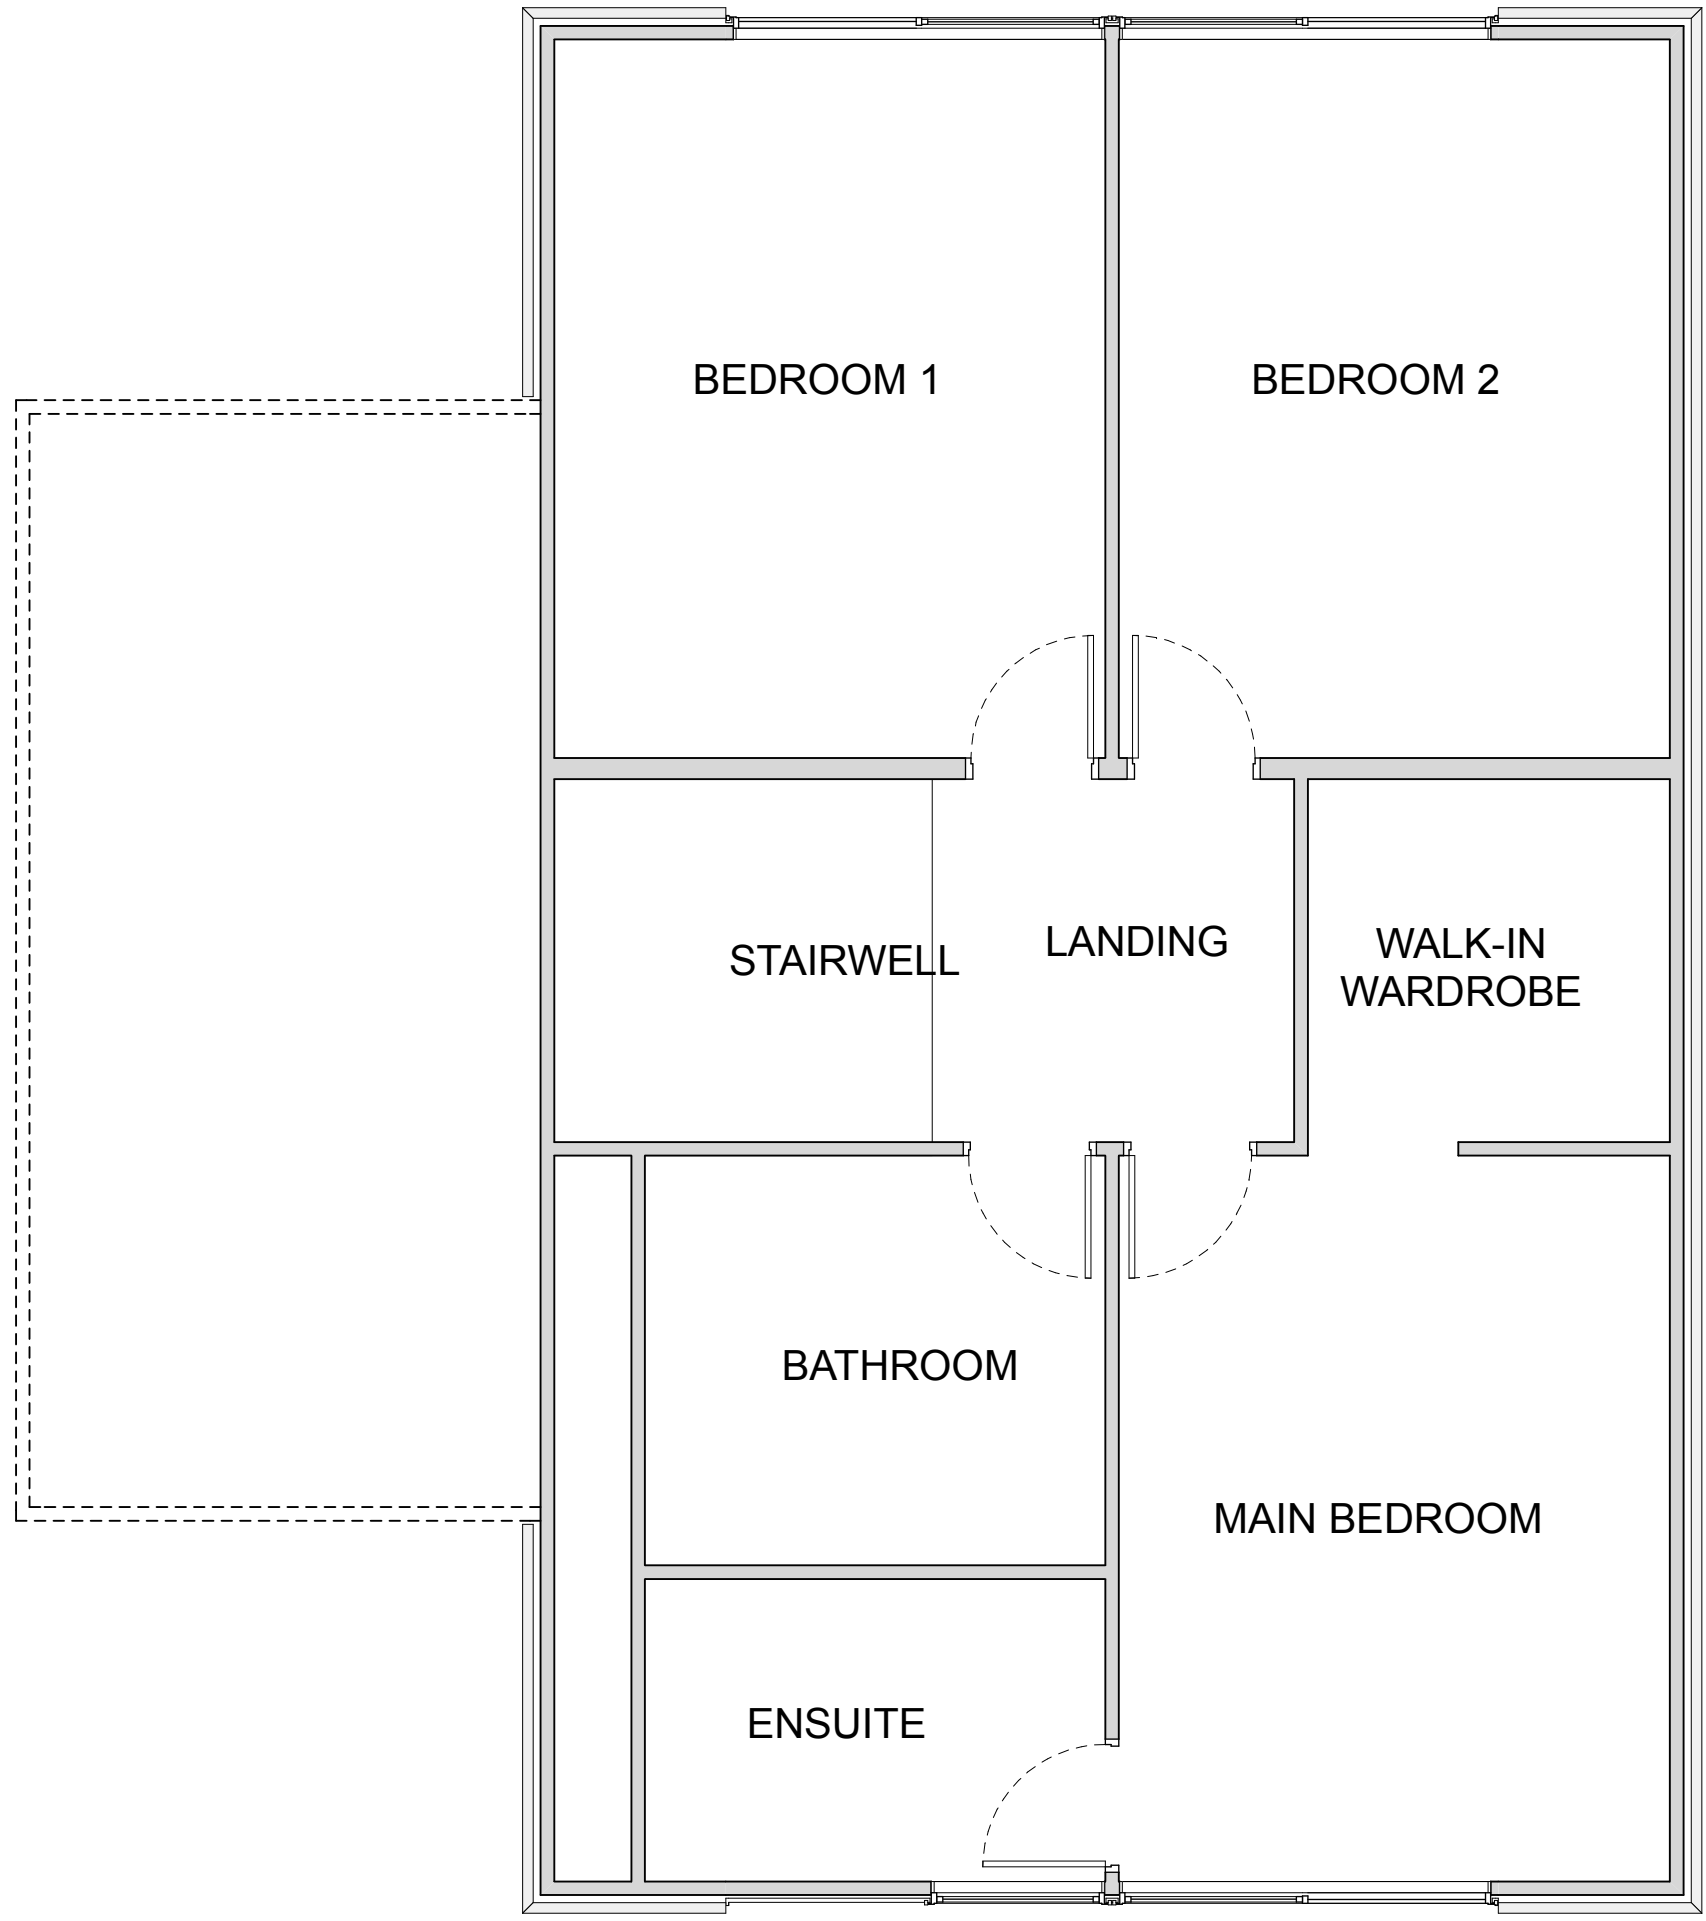 BEDROOM 1
BEDROOM 2
STAIRWELL
LANDING
WALK-IN
WARDROBE
BATHROOM
MAIN BEDROOM
ENSUITE